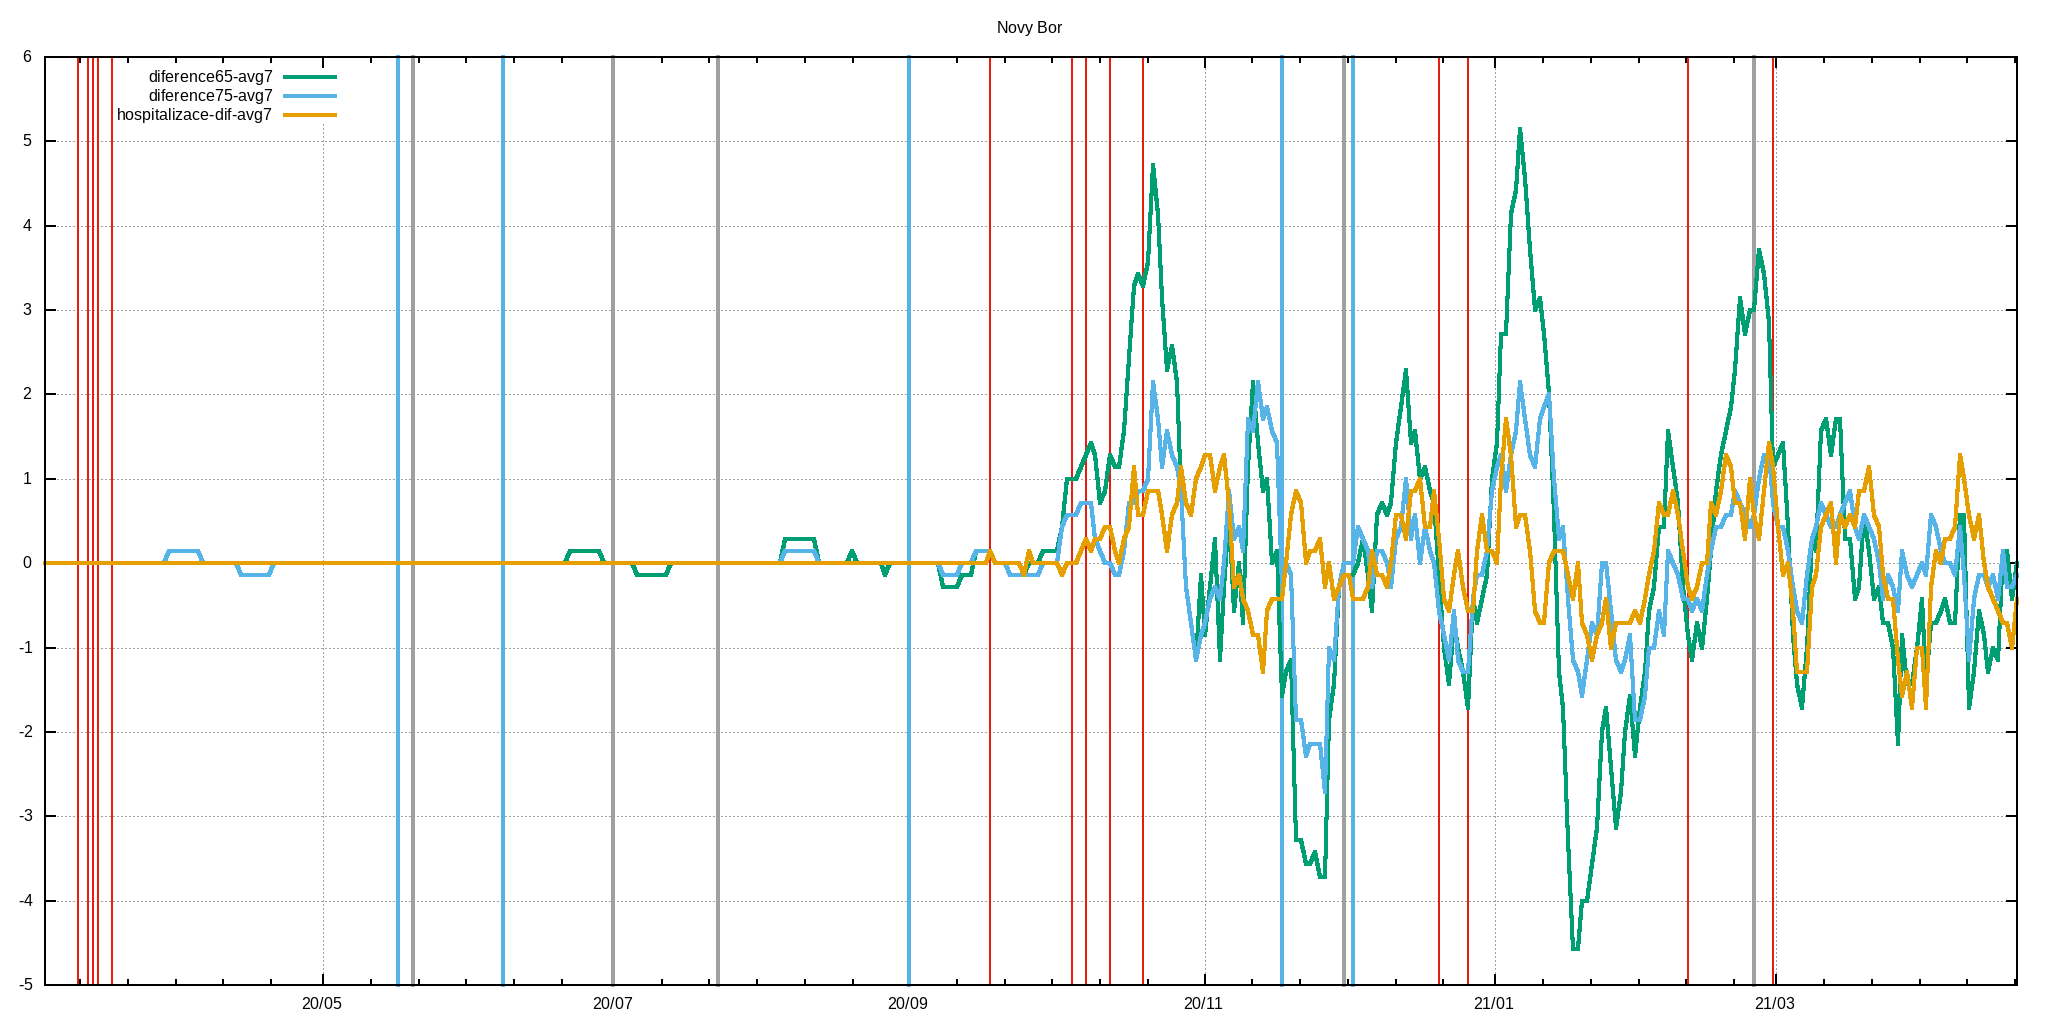 Novy Bor
6
diference65-avg7
diference75-avg7
hospitalizace-dif-avg7
5
4
3
2
1
0
-1
-2
-3
-4
-5
20/05 20/07 20/09 20/11 21/01 21/03